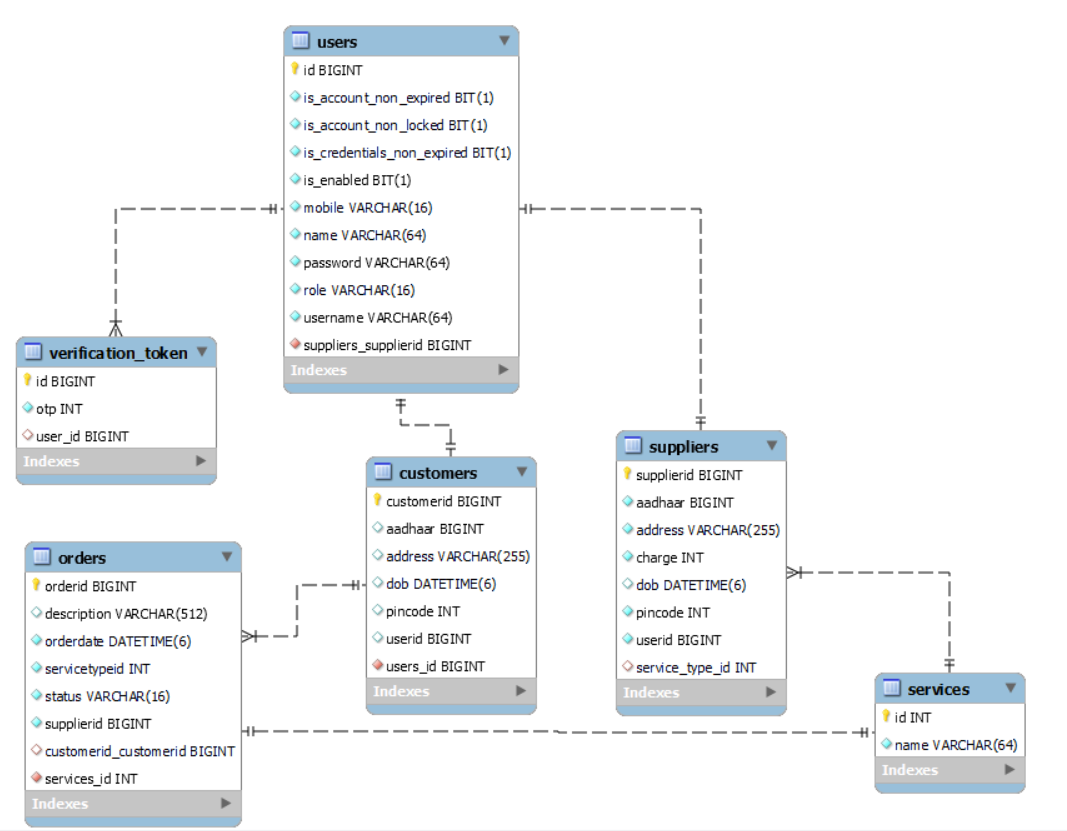 users
id BIGINT
is_account_non_expired BIT(1)
is_account_non_locked BIT(1)
is_credentials_non_expired BIT(1)
is_enabled BIT(1)
mobile VARCHAR(16)
name VARCHAR(64)
password VARCHAR(64)
role VARCHAR(16)
username VARCHAR(64)
suppliers_supplierid BIGINT
Indexes
verification_token
id BIGINT
otp INT
user_id BIGINT
Indexes
customers
customerid BIGINT
aadhaar BIGINT
address VARCHAR(255)
dob DATETIME(6)
pincode INT
userid BIGINT
users_id BIGINT
Indexes
suppliers
supplierid BIGINT
aadhaar BIGINT
address VARCHAR(255)
charge INT
dob DATETIME(6)
pincode INT
userid BIGINT
service_type_id INT
Indexes
orders
orderid BIGINT
description VARCHAR(512)
orderdate DATETIME(6)
servicetypeid INT
status VARCHAR(16)
supplierid BIGINT
customerid_customerid BIGINT
services_id INT
Indexes
services
id INT
name VARCHAR(64)
Indexes